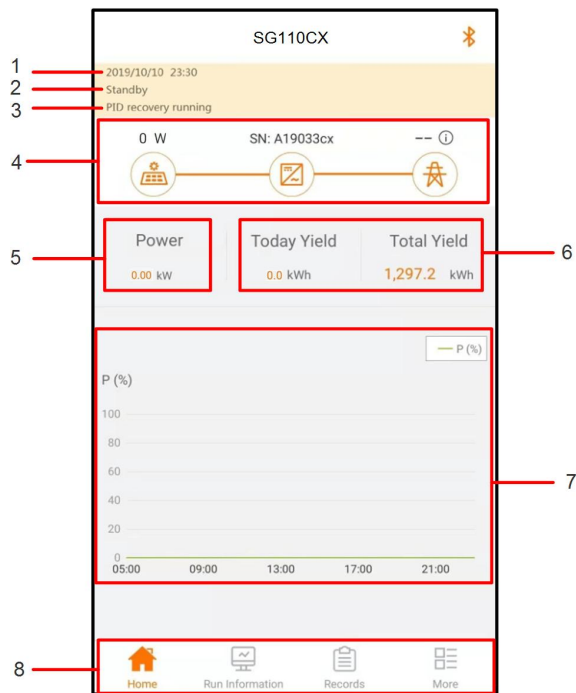 SG110CX
1
2019/10/10 23:30
2
Standby
3
PID recovery running
0 W SN: A19033cx --
4
Power Today Yield Total Yield
5
6
0.00 kW 0.0 kWh 1,297.2 kWh
P (%)
P (%)
100
80
60
7
40
20
0
05:00 09:00 13:00 17:00 21:00
8
Home Run Information Records More